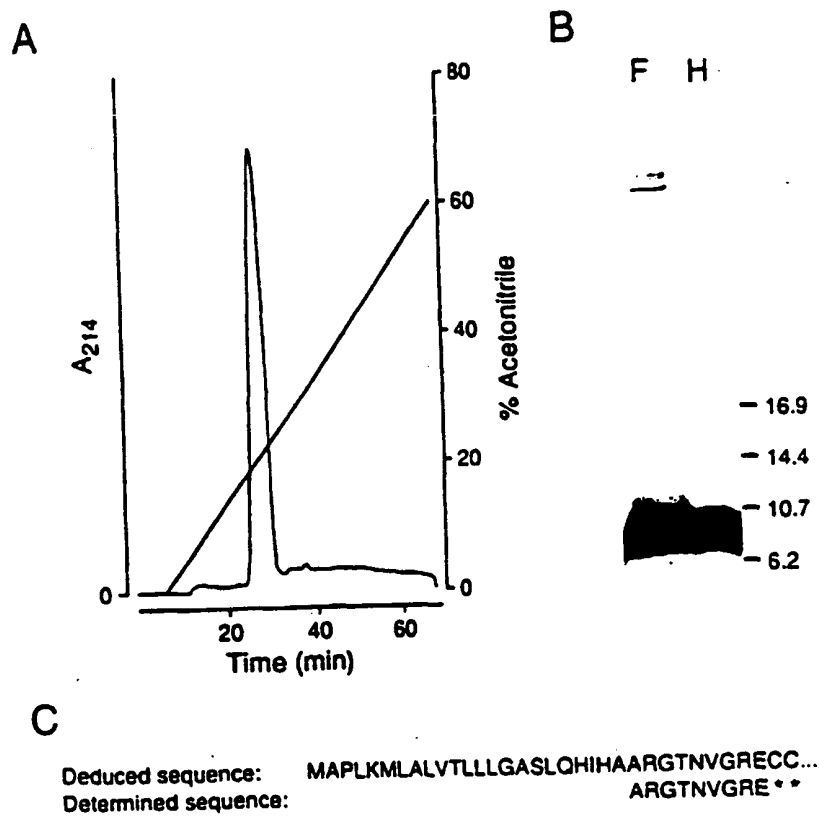 A
B
F H
80
60
40
20
0
A214
% Acetonitrile
0
20 40 60
Time (min)
16.9
14.4
10.7
6.2
C
Deduced sequence: MAPLKMLALVTLLLGASLQHIHAARGTNVGRECC...
Determined sequence: ARGTNVGRE**